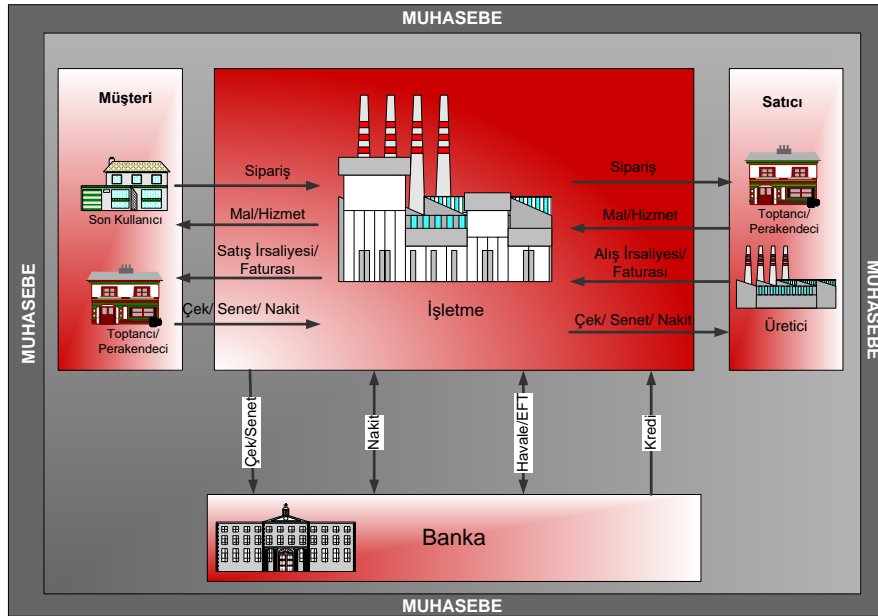 MUHASEBE
Müşteri
Son Kullanıcı
Toptancı/
Perakendeci
Sipariş
Mal/Hizmet
Satış İrsaliyesi/
Faturası
Çek/ Senet/ Nakit
İşletme
Sipariş
Mal/Hizmet
Alış İrsaliyesi/
Faturası
Çek/ Senet/ Nakit
Satıcı
Toptancı/
Perakendeci
Üretici
MUHASEBE
MUHASEBE
Çek/Senet
Nakit
Havale/EFT
Kredi
Banka
MUHASEBE